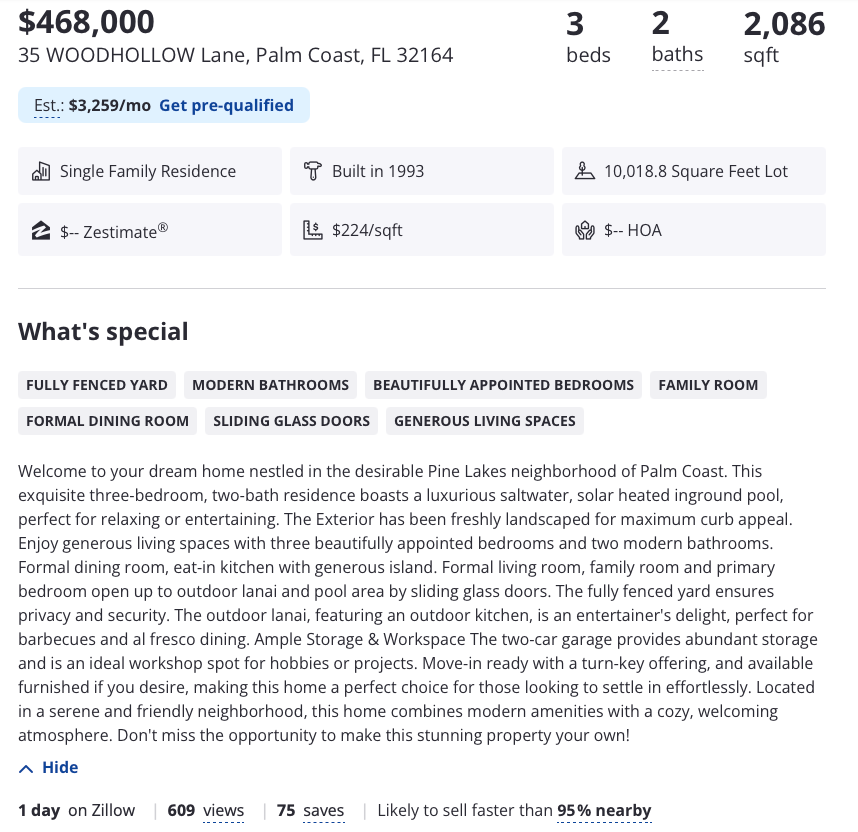 $468,000
35 WOODHOLLOW Lane, Palm Coast, FL 32164
3 beds
2 baths
2,086 sqft
Est.: $3,259/mo Get pre-qualified
Single Family Residence
Built in 1993
10,018.8 Square Feet Lot
$-- Zestimate®
$224/sqft
$-- HOA
What's special
FULLY FENCED YARD
MODERN BATHROOMS
BEAUTIFULLY APPOINTED BEDROOMS
FAMILY ROOM
FORMAL DINING ROOM
SLIDING GLASS DOORS
GENEROUS LIVING SPACES
Welcome to your dream home nestled in the desirable Pine Lakes neighborhood of Palm Coast. This
exquisite three-bedroom, two-bath residence boasts a luxurious saltwater, solar heated inground pool,
perfect for relaxing or entertaining. The Exterior has been freshly landscaped for maximum curb appeal.
Enjoy generous living spaces with three beautifully appointed bedrooms and two modern bathrooms.
Formal dining room, eat-in kitchen with generous island. Formal living room, family room and primary
bedroom open up to outdoor lanai and pool area by sliding glass doors. The fully fenced yard ensures
privacy and security. The outdoor lanai, featuring an outdoor kitchen, is an entertainer's delight, perfect for
barbecues and al fresco dining. Ample Storage & Workspace The two-car garage provides abundant storage
and is an ideal workshop spot for hobbies or projects. Move-in ready with a turn-key offering, and available
furnished if you desire, making this home a perfect choice for those looking to settle in effortlessly. Located
in a serene and friendly neighborhood, this home combines modern amenities with a cozy, welcoming
atmosphere. Don't miss the opportunity to make this stunning property your own!
Hide
1 day on Zillow | 609 views | 75 saves | Likely to sell faster than 95% nearby